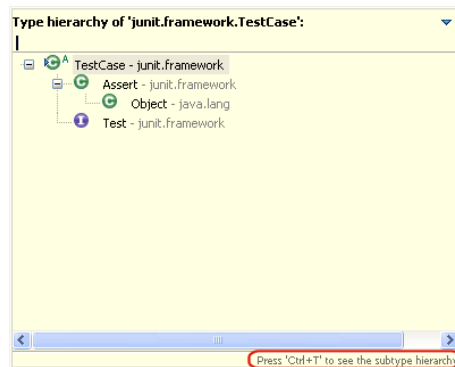 Type hierarchy of 'junit.framework.TestCase':
TestCase - junit.framework
Assert - junit.framework
Object - java.lang
Test - junit.framework
Press 'Ctrl+T' to see the subtype hierarchy